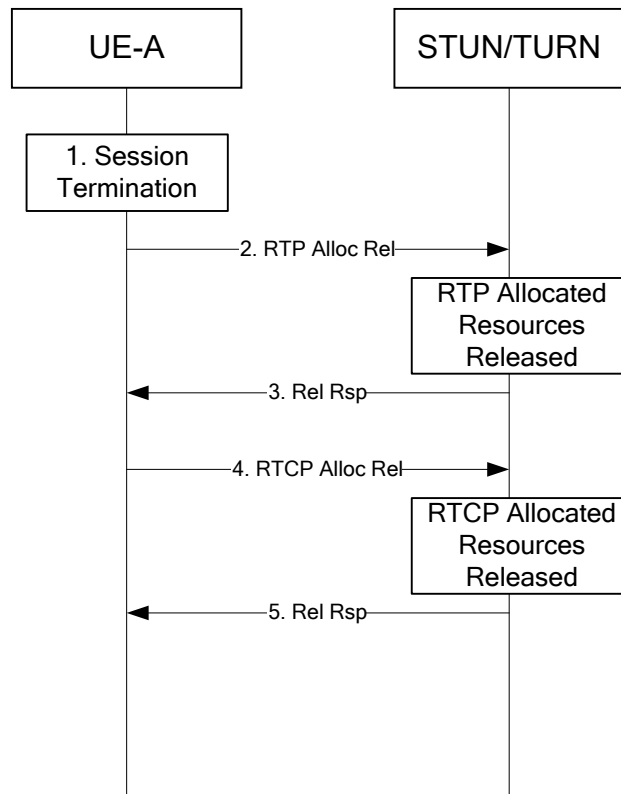 UE-A
STUN/TURN
1. Session
Termination
2. RTP Alloc Rel
RTP Allocated
Resources
Released
3. Rel Rsp
4. RTCP Alloc Rel
RTCP Allocated
Resources
Released
5. Rel Rsp